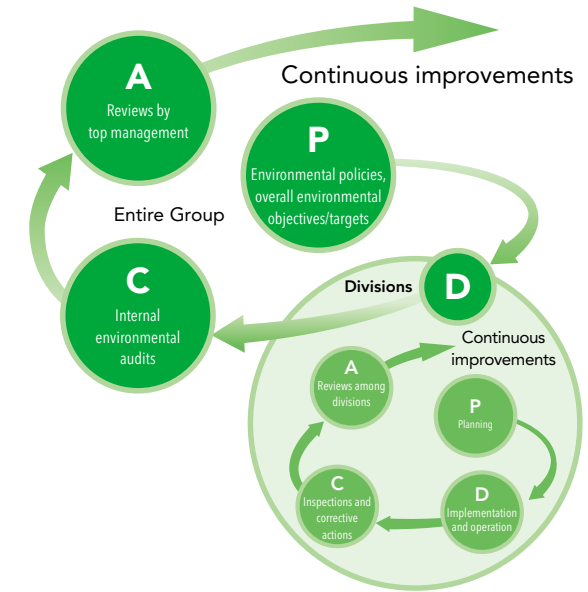 A
Reviews by
top management
Continuous improvements
P
Environmental policies,
overall environmental
objectives/targets
Entire Group
C
Internal
environmental
audits
Divisions
D
Continuous
improvements
A
Reviews among
divisions
P
Planning
C
Inspections and
corrective
actions
D
Implementation
and operation